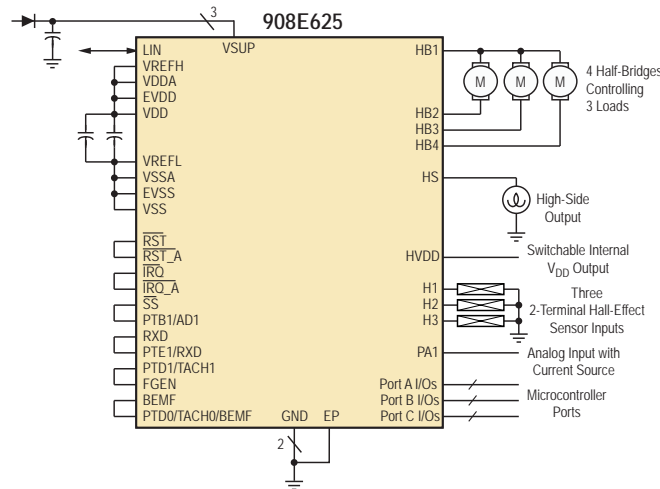 908E625
3
VSUP
LIN
VREFH
VDDA
EVDD
VDD
VREFL
VSSA
EVSS
VSS
RST
RST_A
IRQ
IRQ_A
SS
PTB1/AD1
RXD
PTE1/RXD
PTD1/TACH1
FGEN
BEMF
PTD0/TACH0/BEMF
GND EP
2
HB1
HB2
HB3
HB4
HS
HVDD
H1
H2
H3
PA1
Port A I/Os
Port B I/Os
Port C I/Os
M M M
4 Half-Bridges
Controlling
3 Loads
High-Side
Output
Switchable Internal
VDD Output
Three
2-Terminal Hall-Effect
Sensor Inputs
Analog Input with
Current Source
Microcontroller
Ports